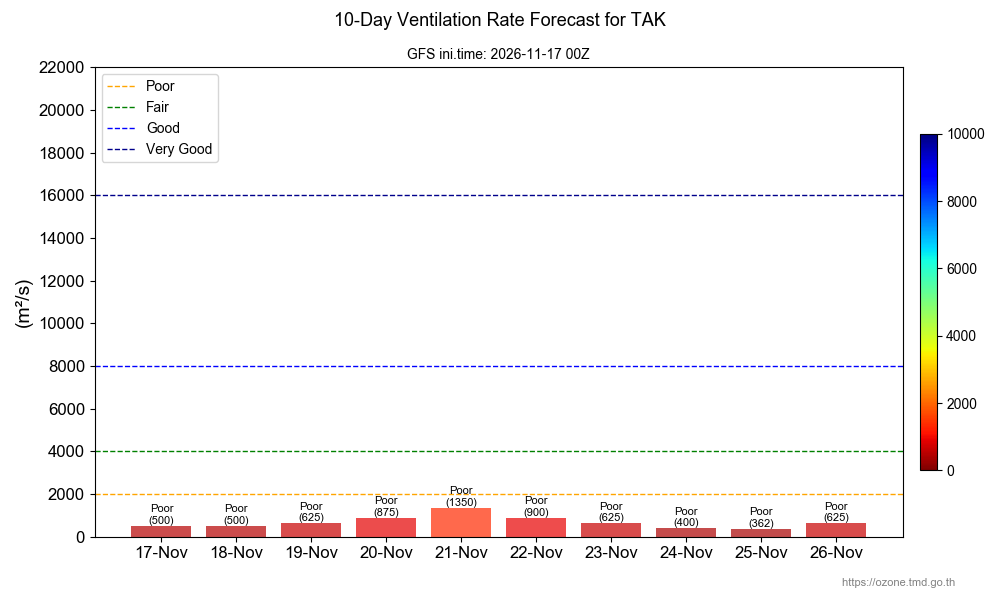 10-Day Ventilation Rate Forecast for TAK
GFS ini.time: 2026-11-17 00Z
22000
20000
18000
16000
14000
12000
10000
8000
6000
4000
2000
0
(m²/s)
Poor
Fair
Good
Very Good
Poor
(500)
Poor
(500)
Poor
(625)
Poor
(875)
Poor
(1350)
Poor
(900)
Poor
(625)
Poor
(400)
Poor
(362)
Poor
(625)
17-Nov
18-Nov
19-Nov
20-Nov
21-Nov
22-Nov
23-Nov
24-Nov
25-Nov
26-Nov
10000
8000
6000
4000
2000
0
https://ozone.tmd.go.th